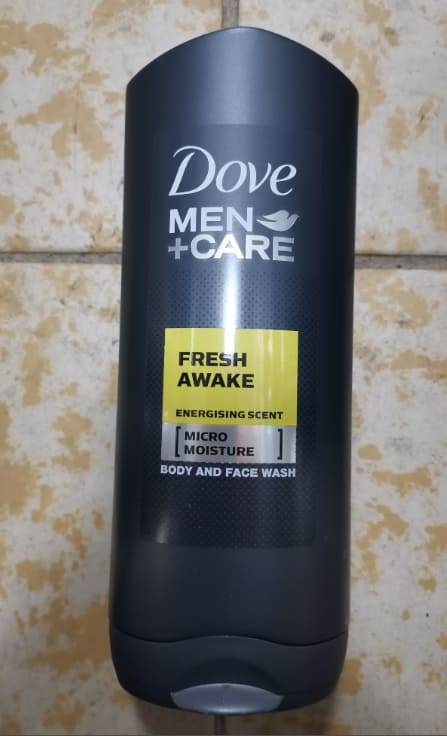 Dove
MEN
+CARE
FRESH
AWAKE
ENERGISING SCENT
[MICRO
MOISTURE]
BODY AND FACE WASH